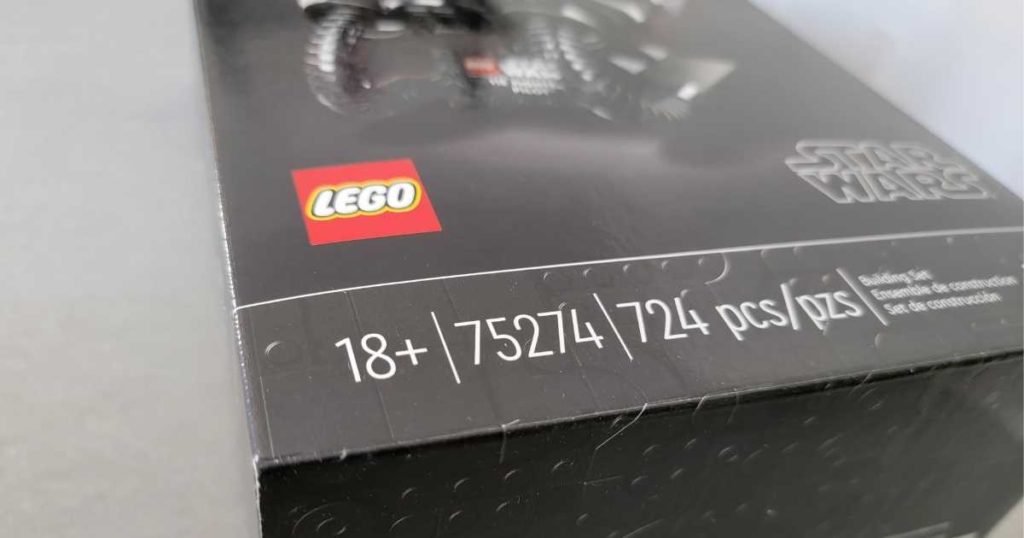 LEGO
STAR
WARS
18+ | 75274 | 724 pcs/pzs
Building Set
Ensemble de construction
Set de construcción